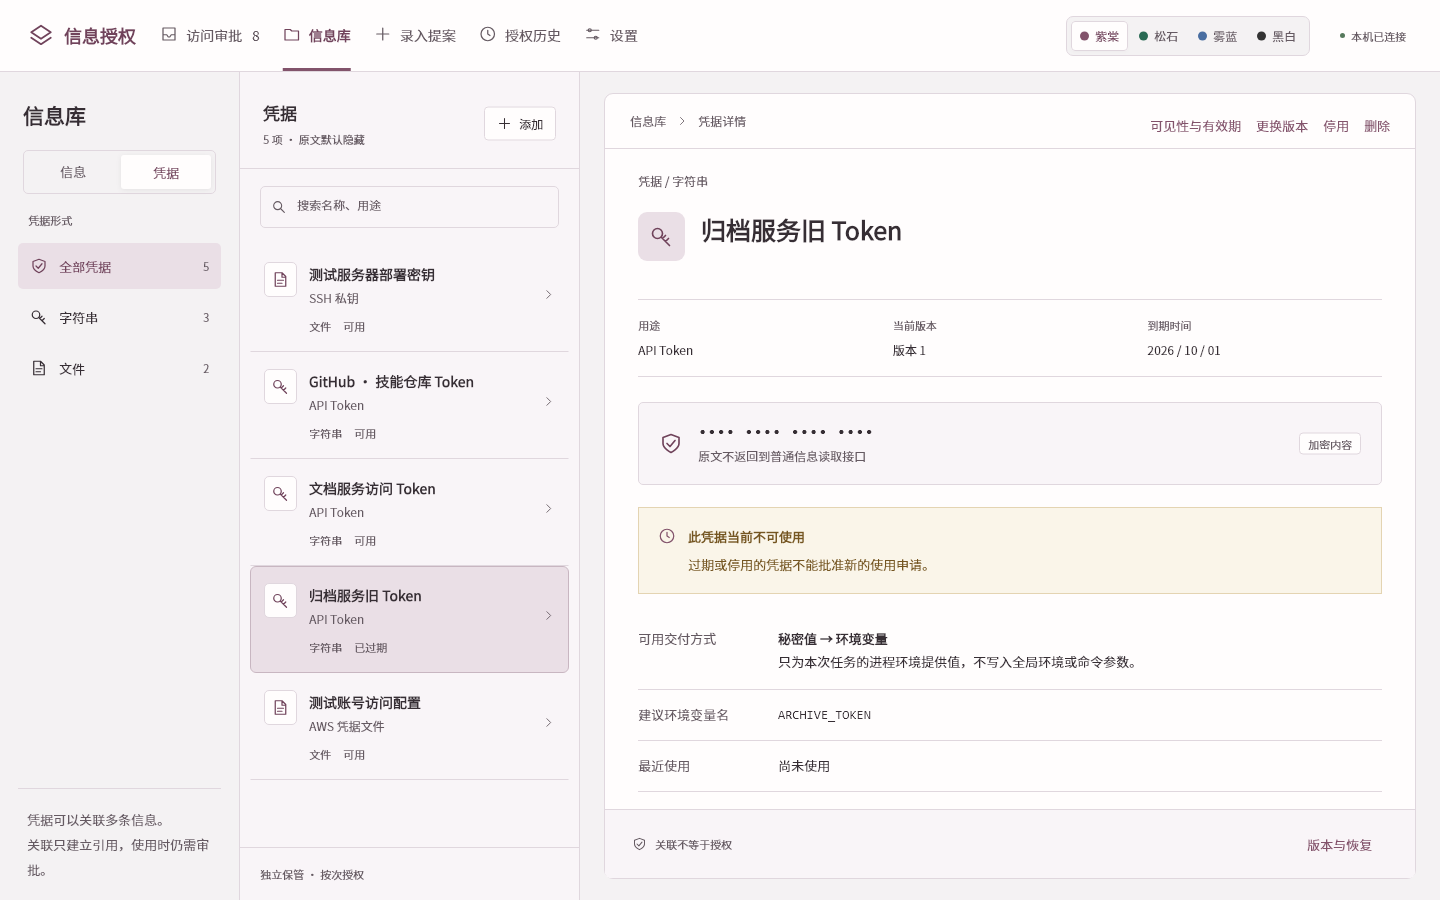 信息授权
访问审批 8
信息库
录入提案
授权历史
设置
紫棠
松石
雾蓝
黑白
本机已连接
信息库
信息
凭据
凭据形式
全部凭据 5
字符串 3
文件 2
凭据可以关联多条信息。
关联只建立引用，使用时仍需审
批。
凭据
5 项 · 原文默认隐藏
添加
搜索名称、用途
测试服务器部署密钥
SSH 私钥
文件 可用
GitHub · 技能仓库 Token
API Token
字符串 可用
文档服务访问 Token
API Token
字符串 可用
归档服务旧 Token
API Token
字符串 已过期
测试账号访问配置
AWS 凭据文件
文件 可用
独立保管 · 按次授权
信息库 > 凭据详情
可见性与有效期 更换版本 停用 删除
凭据 / 字符串
归档服务旧 Token
用途
API Token
当前版本
版本 1
到期时间
2026 / 10 / 01
•••• •••• •••• ••••
原文不返回到普通信息读取接口
加密内容
此凭据当前不可使用
过期或停用的凭据不能批准新的使用申请。
可用交付方式
秘密值 → 环境变量
只为本次任务的进程环境提供值，不写入全局环境或命令参数。
建议环境变量名
ARCHIVE_TOKEN
最近使用
尚未使用
关联不等于授权
版本与恢复